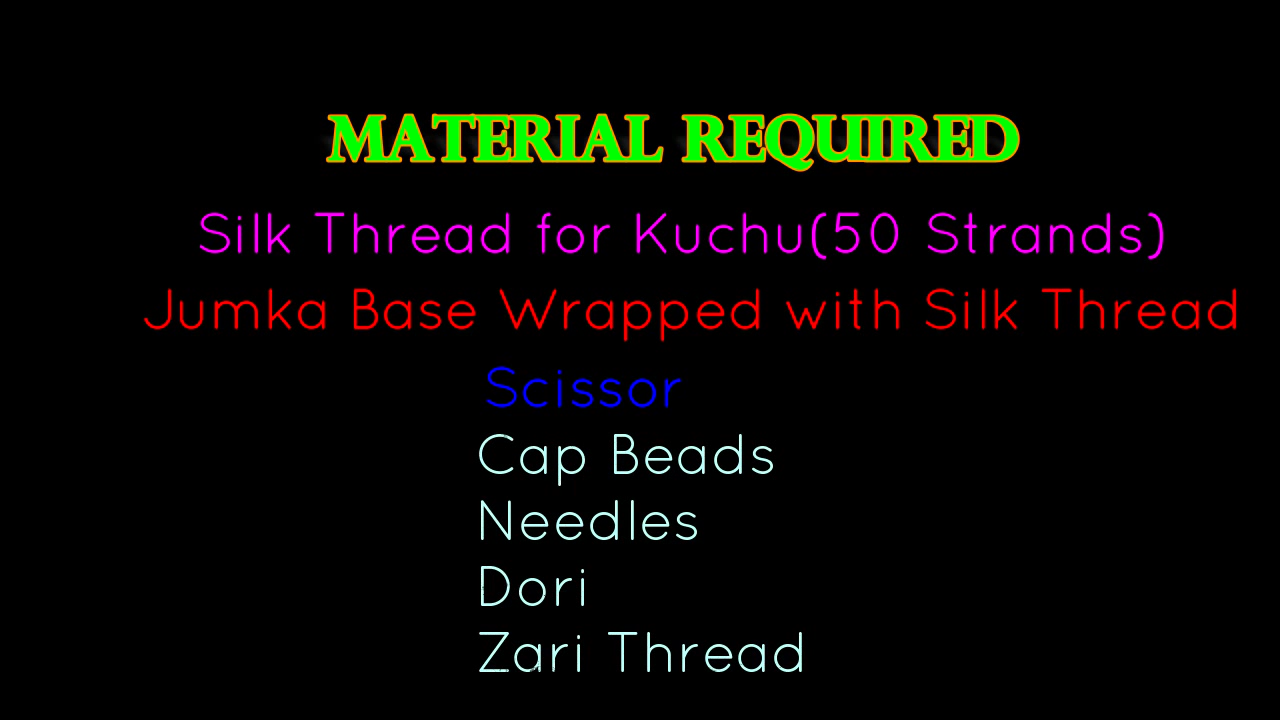 MATERIAL REQUIRED
Silk Thread for Kuchu(50 Strands)
Jumka Base Wrapped with Silk Thread
Scissor
Cap Beads
Needles
Dori
Zari Thread